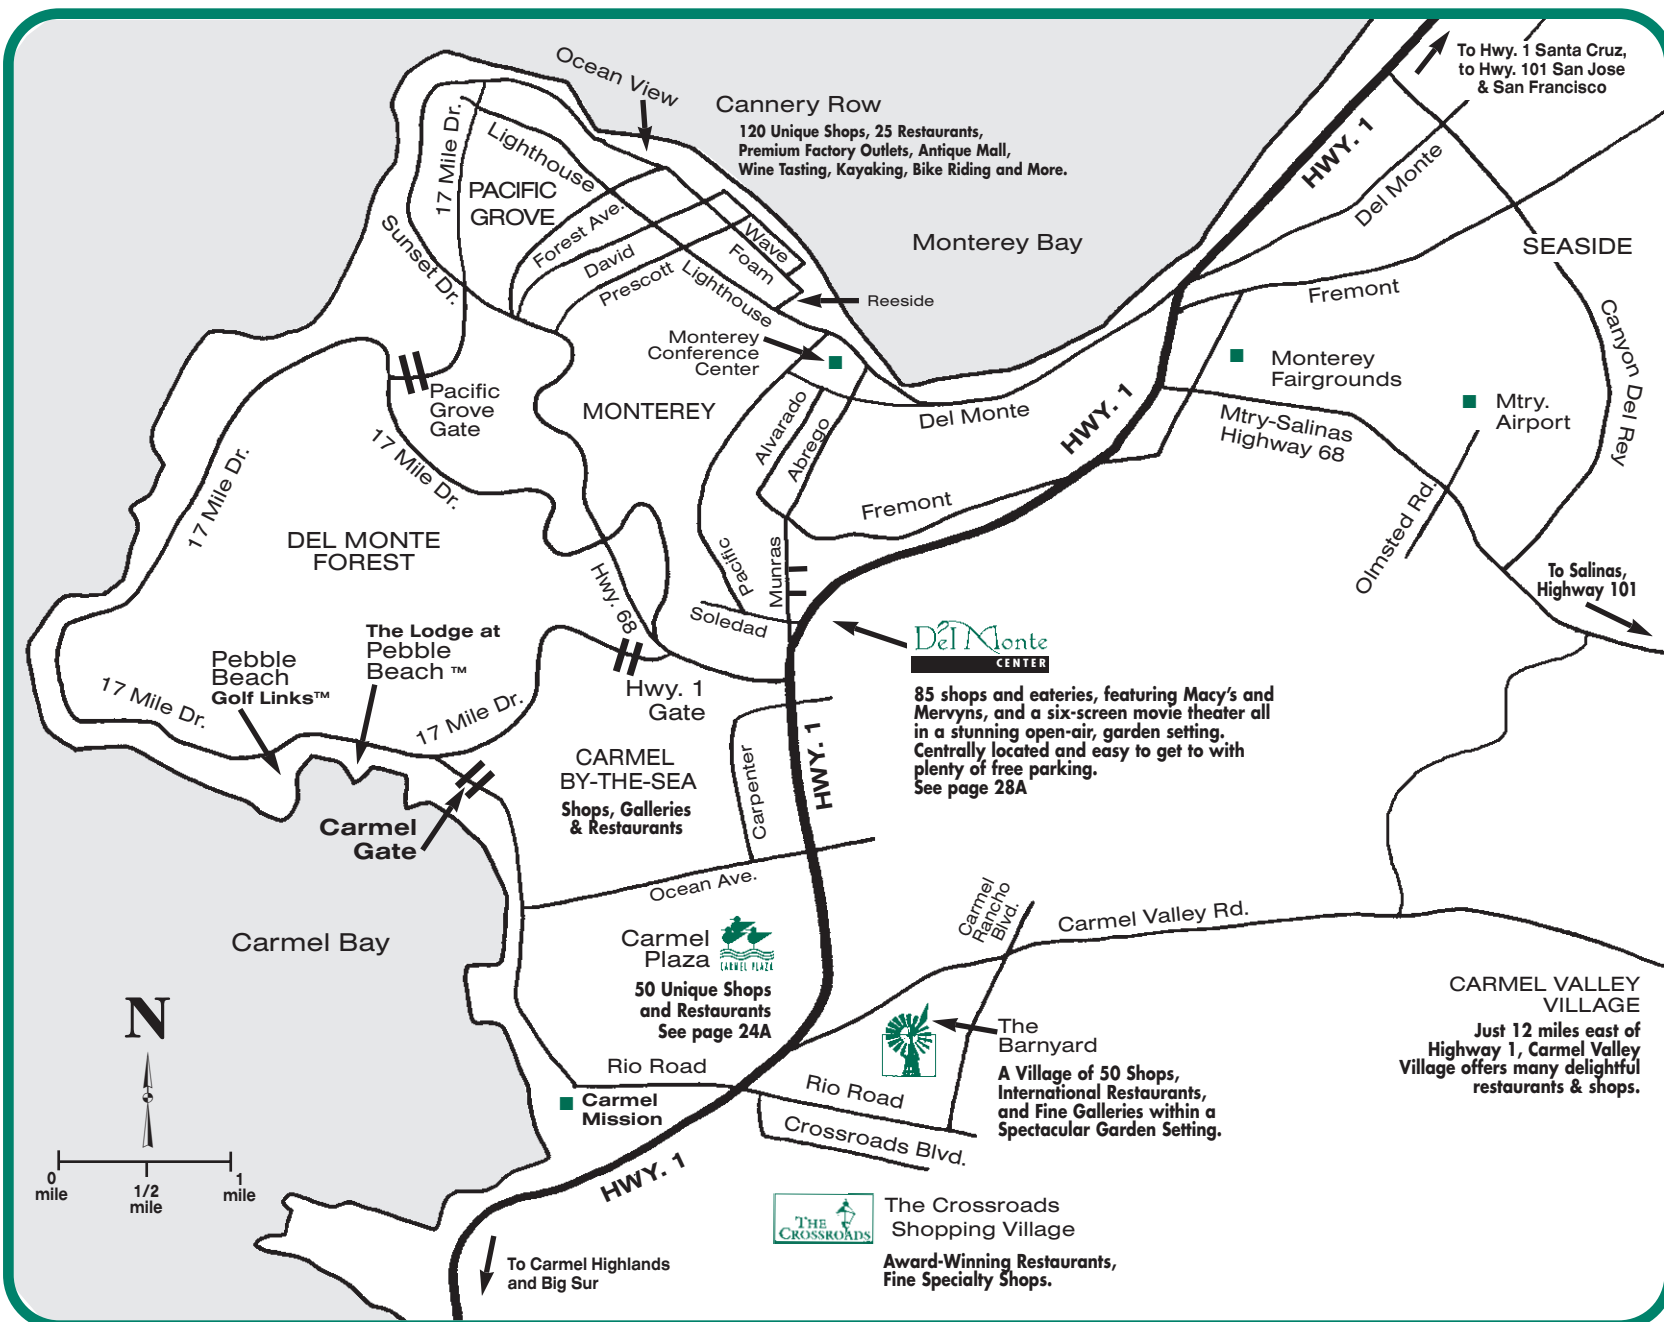 Ocean View
Cannery Row
120 Unique Shops, 25 Restaurants,
Premium Factory Outlets, Antique Mall,
Wine Tasting, Kayaking, Bike Riding and More.
To Hwy. 1 Santa Cruz,
to Hwy. 101 San Jose
& San Francisco
17 Mile Dr.
Lighthouse
PACIFIC
GROVE
Sunset Dr.
Forest Ave.
David
Prescott
Wave
Foam
Lighthouse
Reeside
Monterey Bay
HWY. 1
Del Monte
SEASIDE
Fremont
Canyon Del Rey
Monterey
Conference
Center
Monterey
Fairgrounds
Mtry.
Airport
Pacific
Grove
Gate
MONTEREY
Alvarado
Abrego
Del Monte
HWY. 1
Mtry-Salinas
Highway 68
17 Mile Dr.
17 Mile Dr.
Fremont
Olmsted Rd.
DEL MONTE
FOREST
Hwy. 68
Pacific
Munras
Soledad
To Salinas,
Highway 101
Del Monte
CENTER
85 shops and eateries, featuring Macy's and
Mervyns, and a six-screen movie theater all
in a stunning open-air, garden setting.
Centrally located and easy to get to with
plenty of free parking.
See page 28A
The Lodge at
Pebble
Beach ™
Pebble
Beach
Golf Links™
17 Mile Dr.
17 Mile Dr.
Hwy. 1
Gate
CARMEL
BY-THE-SEA
Shops, Galleries
& Restaurants
Carpenter
HWY. 1
Carmel
Gate
Ocean Ave.
Carmel
Rancho
Blvd.
Carmel Valley Rd.
Carmel Bay
Carmel
Plaza
CARMEL PLAZA
50 Unique Shops
and Restaurants
See page 24A
CARMEL VALLEY
VILLAGE
Just 12 miles east of
Highway 1, Carmel Valley
Village offers many delightful
restaurants & shops.
N
The
Barnyard
A Village of 50 Shops,
International Restaurants,
and Fine Galleries within a
Spectacular Garden Setting.
Rio Road
Rio Road
Carmel
Mission
Crossroads Blvd.
0
mile
1/2
mile
1
mile
HWY. 1
THE
CROSSROADS
The Crossroads
Shopping Village
Award-Winning Restaurants,
Fine Specialty Shops.
To Carmel Highlands
and Big Sur